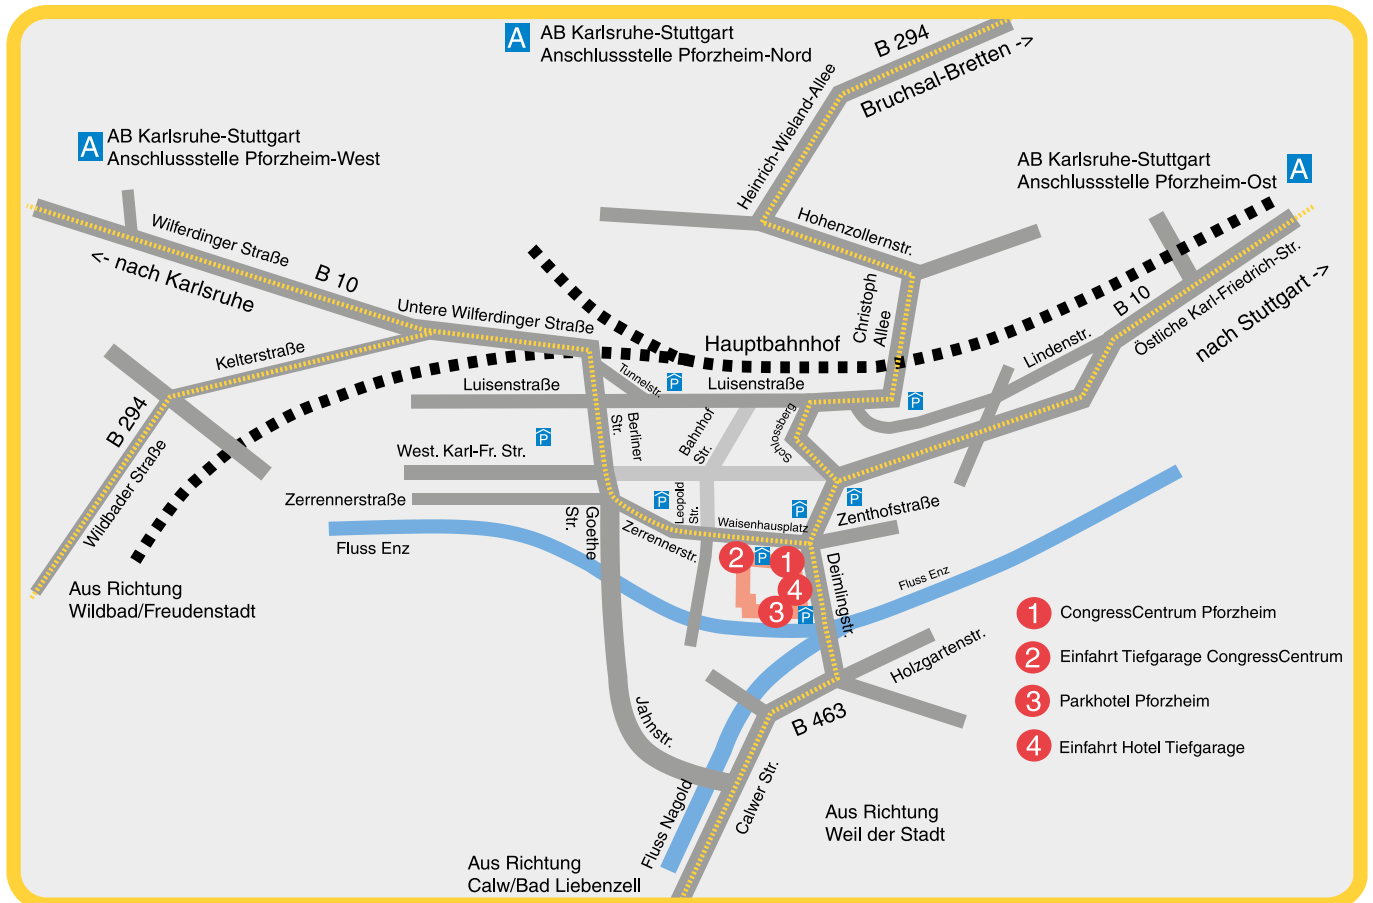 A
AB Karlsruhe-Stuttgart
Anschlussstelle Pforzheim-Nord
B 294
Bruchsal-Bretten ->
Heinrich-Wieland-Allee
A
AB Karlsruhe-Stuttgart
Anschlussstelle Pforzheim-West
AB Karlsruhe-Stuttgart
Anschlussstelle Pforzheim-Ost
A
Wilferdinger Straße
<- nach Karlsruhe
B 10
Hohenzollernstr.
Christoph
Allee
B 10
Östliche Karl-Friedrich-Str.
nach Stuttgart ->
Untere Wilferdinger Straße
Kelterstraße
Hauptbahnhof
Lindenstr.
Tunnelstr.
P
Luisenstraße
Luisenstraße
P
B 294
Wildbader Straße
Berliner
Str.
Bahnhof
Str.
Schlossberg
P
West. Karl-Fr. Str.
Zerrennerstraße
P
Leopold
Str.
P
P
Zenthofstraße
Goethe
Str.
Zerrennerstr.
Waisenhausplatz
Fluss Enz
2
P
1
4
3
P
Deimlingstr.
Fluss Enz
Aus Richtung
Wildbad/Freudenstadt
Holzgartenstr.
1 CongressCentrum Pforzheim
2 Einfahrt Tiefgarage CongressCentrum
3 Parkhotel Pforzheim
4 Einfahrt Hotel Tiefgarage
Jahnstr.
B 463
Calwer Str.
Fluss Nagold
Aus Richtung
Weil der Stadt
Aus Richtung
Calw/Bad Liebenzell